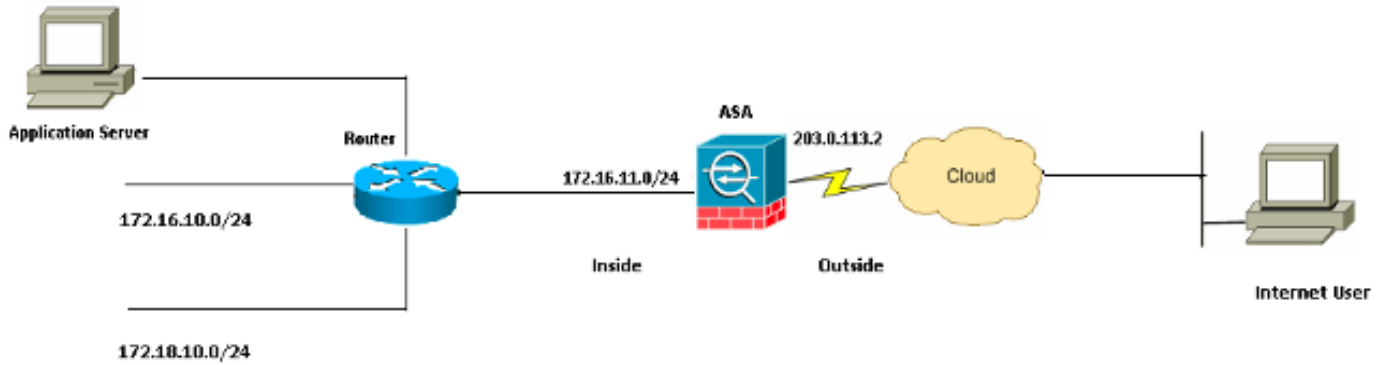 ASA
Application Server
Router
203.0.113.2
172.16.11.0/24
Cloud
172.16.10.0/24
Inside
Outside
Internet User
172.18.10.0/24